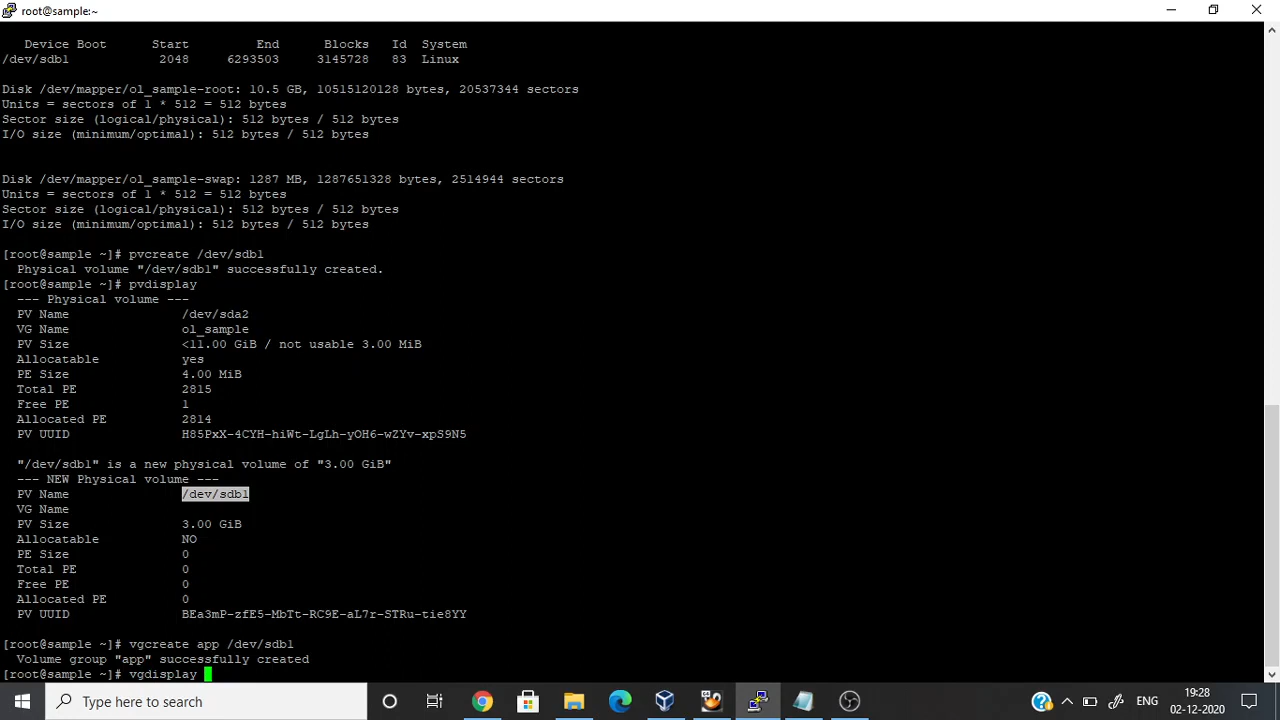 root@sample:~
Device Boot Start End Blocks Id System
/dev/sdb1 2048 6293503 3145728 83 Linux
Disk /dev/mapper/ol_sample-root: 10.5 GB, 10515120128 bytes, 20537344 sectors
Units = sectors of 1 * 512 = 512 bytes
Sector size (logical/physical): 512 bytes / 512 bytes
I/O size (minimum/optimal): 512 bytes / 512 bytes
Disk /dev/mapper/ol_sample-swap: 1287 MB, 1287651328 bytes, 2514944 sectors
Units = sectors of 1 * 512 = 512 bytes
Sector size (logical/physical): 512 bytes / 512 bytes
I/O size (minimum/optimal): 512 bytes / 512 bytes
[root@sample ~]# pvcreate /dev/sdb1
Physical volume "/dev/sdb1" successfully created.
[root@sample ~]# pvdisplay
--- Physical volume ---
PV Name /dev/sda2
VG Name ol_sample
PV Size <11.00 GiB / not usable 3.00 MiB
Allocatable yes
PE Size 4.00 MiB
Total PE 2815
Free PE 1
Allocated PE 2814
PV UUID H85PxX-4CYH-hiWt-LgLh-yOH6-wZYv-xpS9N5
"/dev/sdb1" is a new physical volume of "3.00 GiB"
--- NEW Physical volume ---
PV Name /dev/sdb1
VG Name
PV Size 3.00 GiB
Allocatable NO
PE Size 0
Total PE 0
Free PE 0
Allocated PE 0
PV UUID BEa3mP-zfE5-MbTt-RC9E-aL7r-STRu-tie8YY
[root@sample ~]# vgcreate app /dev/sdb1
Volume group "app" successfully created
[root@sample ~]# vgdisplay
Type here to search
ENG
19:28
02-12-2020